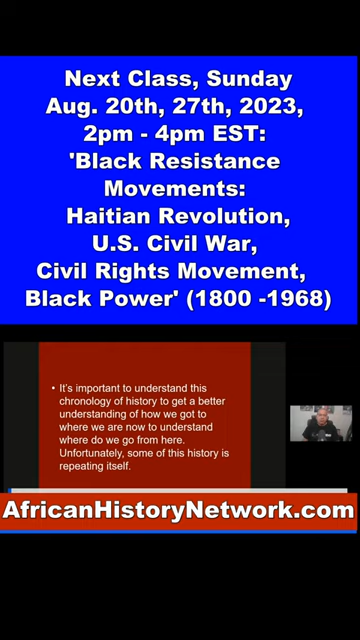 Next Class, Sunday
Aug. 20th, 27th, 2023,
2pm - 4pm EST:
'Black Resistance
Movements:
Haitian Revolution,
U.S. Civil War,
Civil Rights Movement,
Black Power' (1800 -1968)
• It's important to understand this
chronology of history to get a better
understanding of how we got to
where we are now to understand
where do we go from here.
Unfortunately, some of this history is
repeating itself.
AfricanHistoryNetwork.com